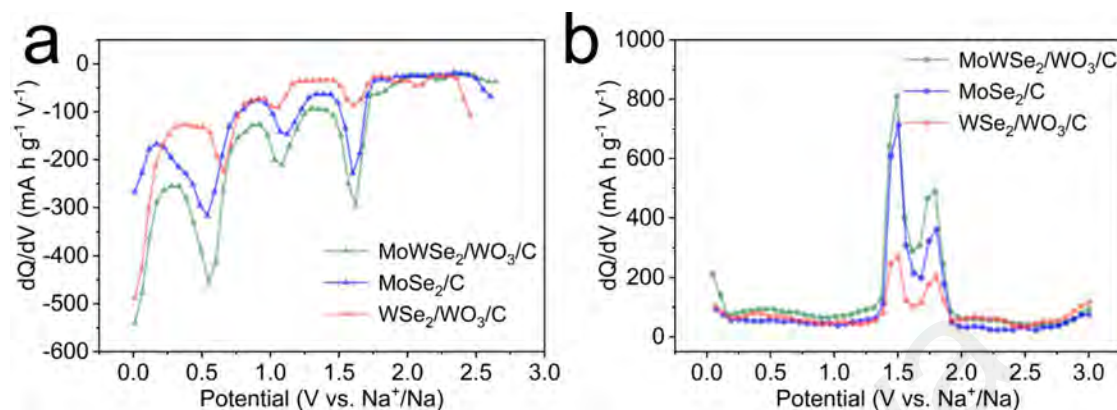 a
0
-100
-200
-300
-400
-500
-600
dQ/dV (mA h g⁻¹ V⁻¹)
MoWSe₂/WO₃/C
MoSe₂/C
WSe₂/WO₃/C
0.0 0.5 1.0 1.5 2.0 2.5 3.0
Potential (V vs. Na⁺/Na)
b
1000
800
600
400
200
0
dQ/dV (mA h g⁻¹ V⁻¹)
MoWSe₂/WO₃/C
MoSe₂/C
WSe₂/WO₃/C
0.0 0.5 1.0 1.5 2.0 2.5 3.0
Potential (V vs. Na⁺/Na)